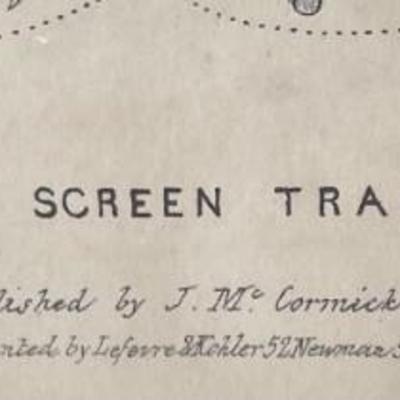 SCREEN TRA
lished by J. Mc Cormick
nted by Lefevre & Kohler 52 Newman S